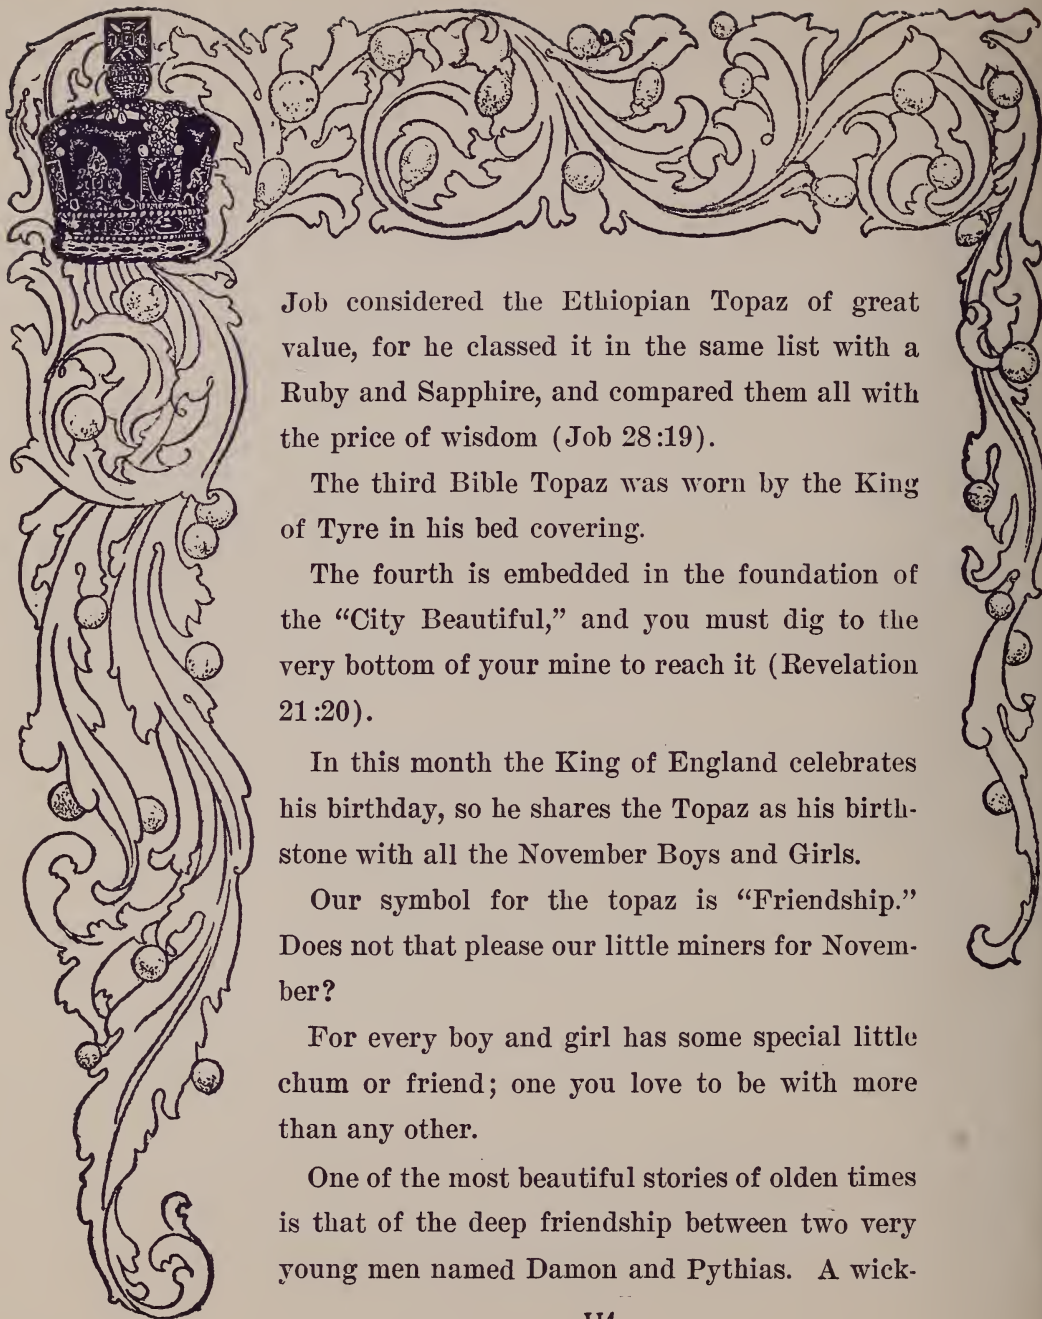 Job considered the Ethiopian Topaz of great
value, for he classed it in the same list with a
Ruby and Sapphire, and compared them all with
the price of wisdom (Job 28:19).
The third Bible Topaz was worn by the King
of Tyre in his bed covering.
The fourth is embedded in the foundation of
the “City Beautiful,” and you must dig to the
very bottom of your mine to reach it (Revelation
21:20).
In this month the King of England celebrates
his birthday, so he shares the Topaz as his birth-
stone with all the November Boys and Girls.
Our symbol for the topaz is “Friendship.”
Does not that please our little miners for Novem-
ber?
For every boy and girl has some special little
chum or friend; one you love to be with more
than any other.
One of the most beautiful stories of olden times
is that of the deep friendship between two very
young men named Damon and Pythias. A wick-